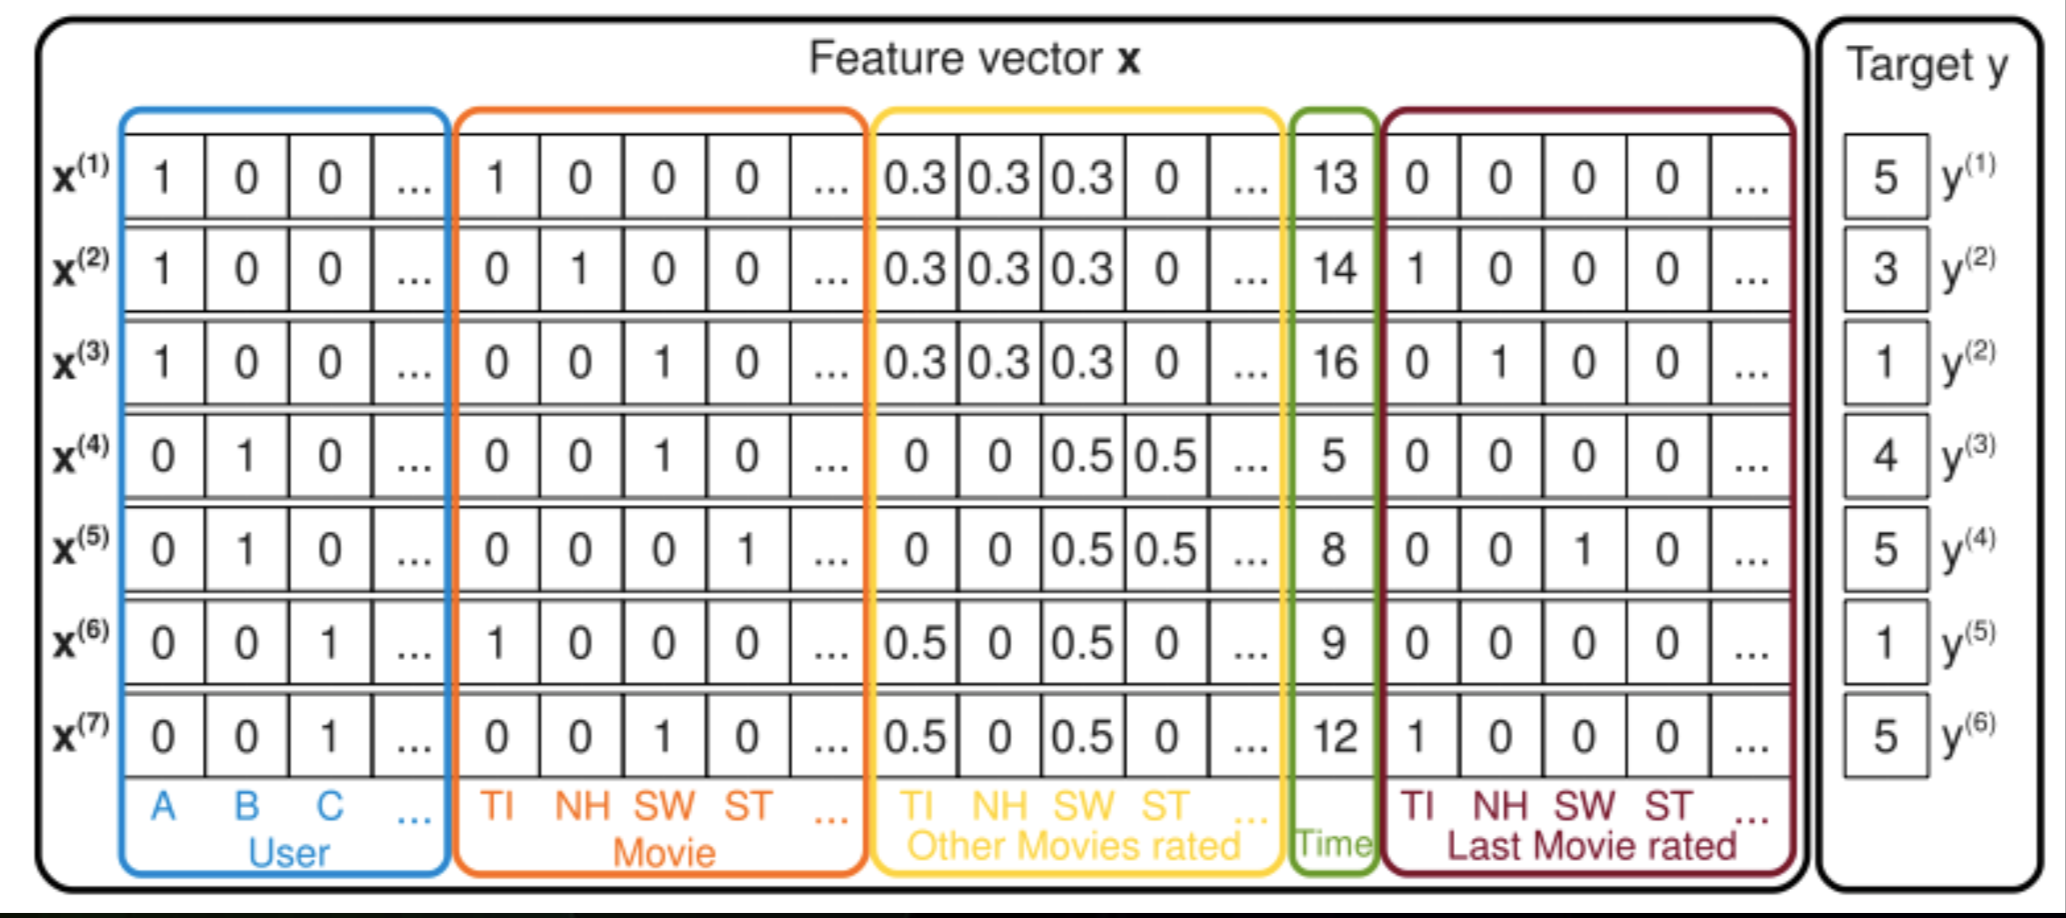 Feature vector x Target y
x(1) 1 0 0 ... 1 0 0 0 ... 0.3 0.3 0.3 0 ... 13 0 0 0 0 ... 5 y(1)
x(2) 1 0 0 ... 0 1 0 0 ... 0.3 0.3 0.3 0 ... 14 1 0 0 0 ... 3 y(2)
x(3) 1 0 0 ... 0 0 1 0 ... 0.3 0.3 0.3 0 ... 16 0 1 0 0 ... 1 y(2)
x(4) 0 1 0 ... 0 0 1 0 ... 0 0 0.5 0.5 ... 5 0 0 0 0 ... 4 y(3)
x(5) 0 1 0 ... 0 0 0 1 ... 0 0 0.5 0.5 ... 8 0 0 1 0 ... 5 y(4)
x(6) 0 0 1 ... 1 0 0 0 ... 0.5 0 0.5 0 ... 9 0 0 0 0 ... 1 y(5)
x(7) 0 0 1 ... 0 0 1 0 ... 0.5 0 0.5 0 ... 12 1 0 0 0 ... 5 y(6)
A B C ... TI NH SW ST ... TI NH SW ST ... TI NH SW ST ...
User Movie Other Movies rated Time Last Movie rated